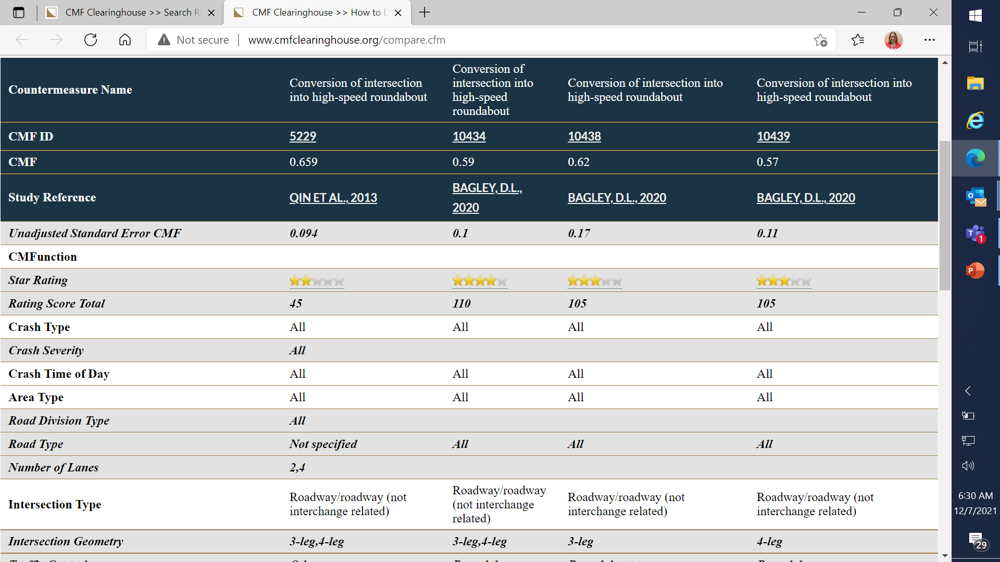 CMF Clearinghouse >> Search R
CMF Clearinghouse >> How to D
Not secure
www.cmfclearinghouse.org/compare.cfm
Countermeasure Name
Conversion of intersection
into high-speed roundabout
Conversion of
intersection into
high-speed
roundabout
Conversion of intersection into
high-speed roundabout
Conversion of intersection into
high-speed roundabout
CMF ID 5229 10434 10438 10439
CMF 0.659 0.59 0.62 0.57
Study Reference
QIN ET AL., 2013
BAGLEY, D.L.,
2020
BAGLEY, D.L., 2020
BAGLEY, D.L., 2020
Unadjusted Standard Error CMF 0.094 0.1 0.17 0.11
CMFunction
Star Rating
Rating Score Total 45 110 105 105
Crash Type All All All All
Crash Severity All
Crash Time of Day All All All All
Area Type All All All All
Road Division Type All
Road Type Not specified All All All
Number of Lanes 2,4
Intersection Type
Roadway/roadway (not
interchange related)
Roadway/roadway
(not interchange
related)
Roadway/roadway (not
interchange related)
Roadway/roadway (not
interchange related)
Intersection Geometry 3-leg,4-leg 3-leg,4-leg 3-leg 4-leg
1
6:30 AM
12/7/2021
29